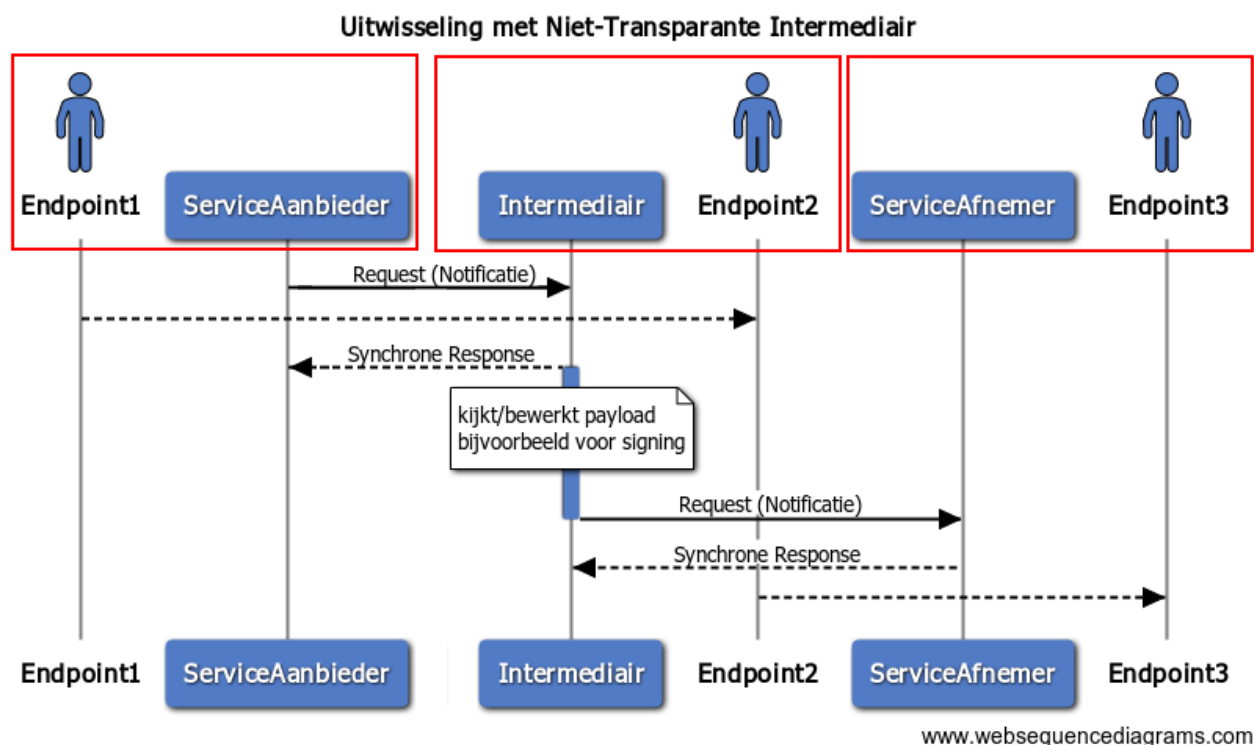 Uitwisseling met Niet-Transparante Intermediair
Endpoint1
ServiceAanbieder
Intermediair
Endpoint2
ServiceAfnemer
Endpoint3
Request (Notificatie)
Synchrone Response
kijkt/bewerkt payload
bijvoorbeeld voor signing
Request (Notificatie)
Synchrone Response
Endpoint1
ServiceAanbieder
Intermediair
Endpoint2
ServiceAfnemer
Endpoint3
www.websequencediagrams.com